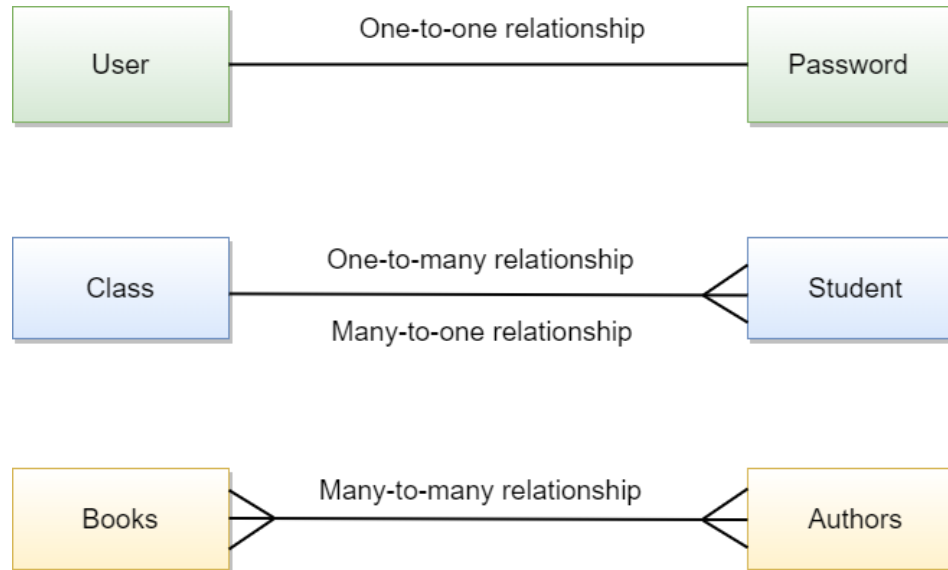 One-to-one relationship
User
Password
One-to-many relationship
Class
Student
Many-to-one relationship
Many-to-many relationship
Books
Authors